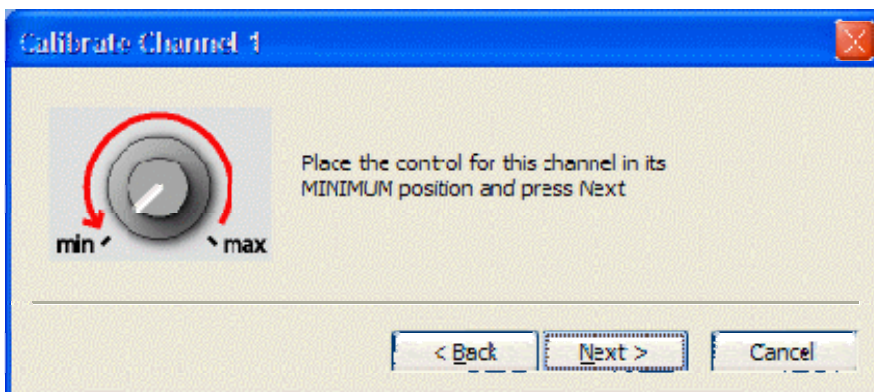 Calibrate Channel 1
Place the control for this channel in its
MINIMUM position and press Next
min max
< Back Next > Cancel